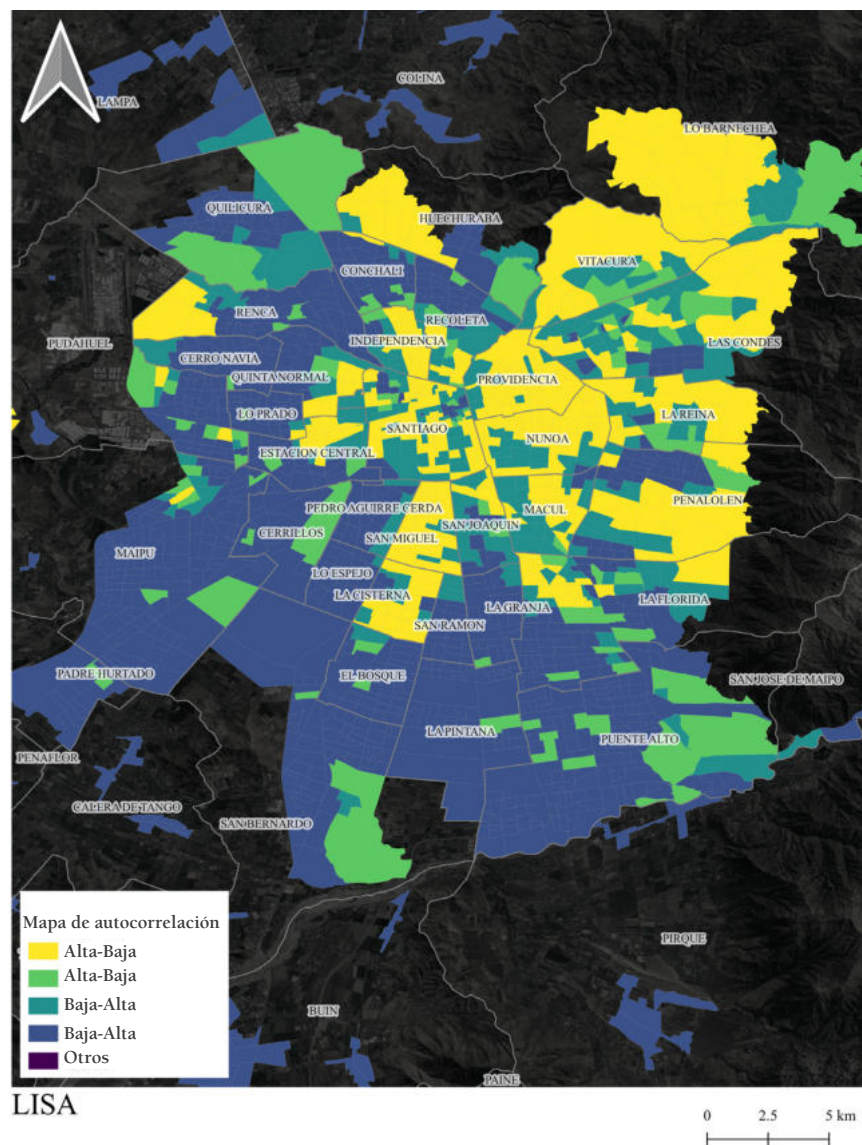 COLINA
LAMPA
LO BARNECHEA
QUILICURA
HUECHURABA
VITACURA
CONCHALI
RENCA
RECOLETA
INDEPENDENCIA
LAS CONDES
PUDAHUEL
CERRO NAVIA
QUINTA NORMAL
PROVIDENCIA
LO PRADO
LA REINA
SANTIAGO
NUNOA
ESTACION CENTRAL
PENALOLEN
PEDRO AGUIRRE CERDA
MACUL
SAN JOAQUIN
CERRILLOS
SAN MIGUEL
MAIPU
LO ESPEJO
LA CISTERNA
LA GRANJA
LA FLORIDA
SAN RAMON
PADRE HURTADO
EL BOSQUE
SAN JOSE DE MAIPO
LA PINTANA
PUENTE ALTO
PENAFLOR
CALERA DE TANGO
SAN BERNARDO
Mapa de autocorrelación
Alta-Baja
Alta-Baja
Baja-Alta
Baja-Alta
Otros
PIRQUE
BUIN
PAINE
LISA
0 2.5 5 km